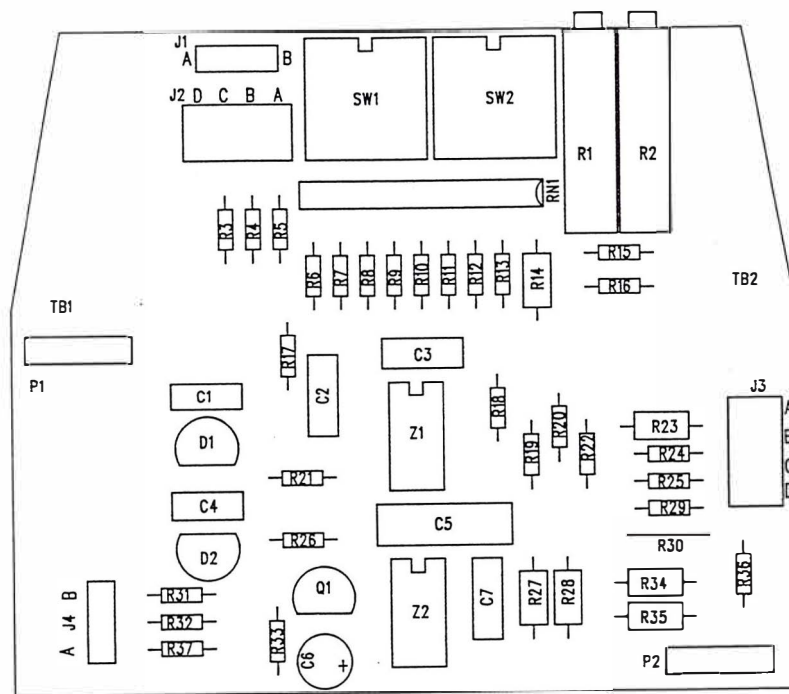 J1
A B
J2 D C B A
SW1 SW2
R1 R2
RN1
R3 R4 R5
R6 R7 R8 R9 R10 R11 R12 R13 R14
R15
R16
TB1 TB2
P1
R17
C2
C3
J3
A
B
C
D
C1
D1
Z1
R18
R19
R20
R22
R23
R24
R25
R29
R21
C4
C5
D2
R26
R30
R36
Q1
Z2
C7
R27
R28
R34
R35
B
J4
A
R31
R32
R37
R33
C6 +
P2